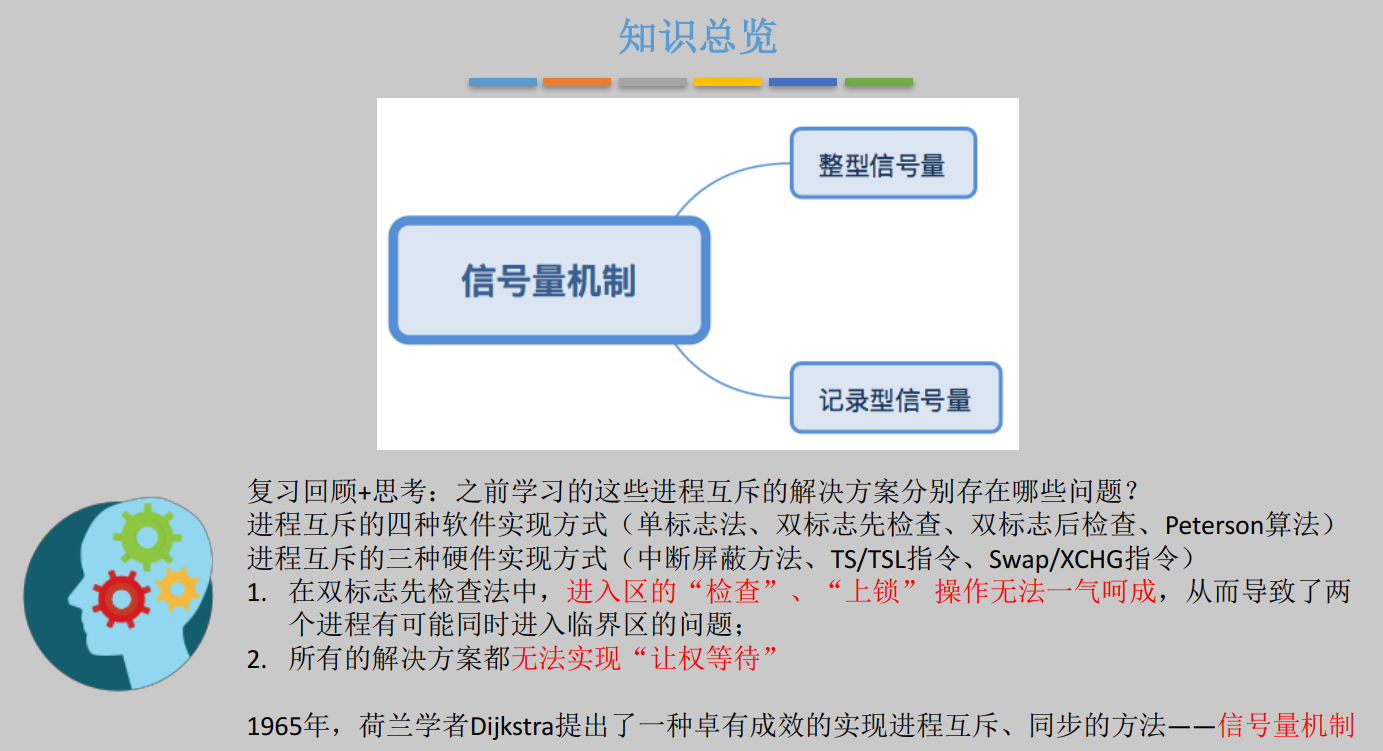 知识总览
整型信号量
信号量机制
记录型信号量
复习回顾+思考：之前学习的这些进程互斥的解决方案分别存在哪些问题？
进程互斥的四种软件实现方式（单标志法、双标志先检查、双标志后检查、Peterson算法）
进程互斥的三种硬件实现方式（中断屏蔽方法、TS/TSL指令、Swap/XCHG指令）
1. 在双标志先检查法中，进入区的“检查”、“上锁” 操作无法一气呵成，从而导致了两
个进程有可能同时进入临界区的问题；
2. 所有的解决方案都无法实现“让权等待”
1965年，荷兰学者Dijkstra提出了一种卓有成效的实现进程互斥、同步的方法——信号量机制